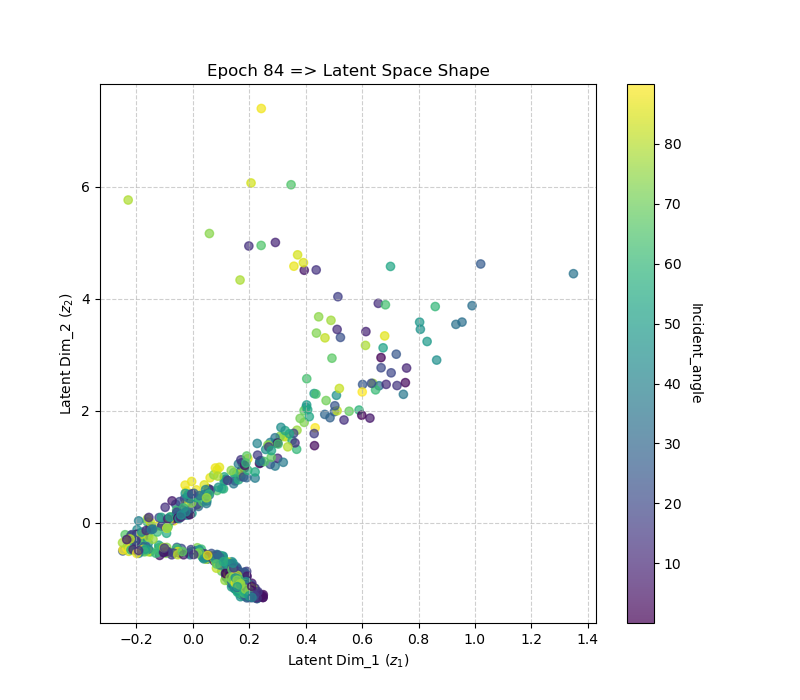 Epoch 84 => Latent Space Shape
Latent Dim_2 (z₂)
6
4
2
0
−0.2 0.0 0.2 0.4 0.6 0.8 1.0 1.2 1.4
Latent Dim_1 (z₁)
80
70
60
50
40
30
20
10
Incident_angle